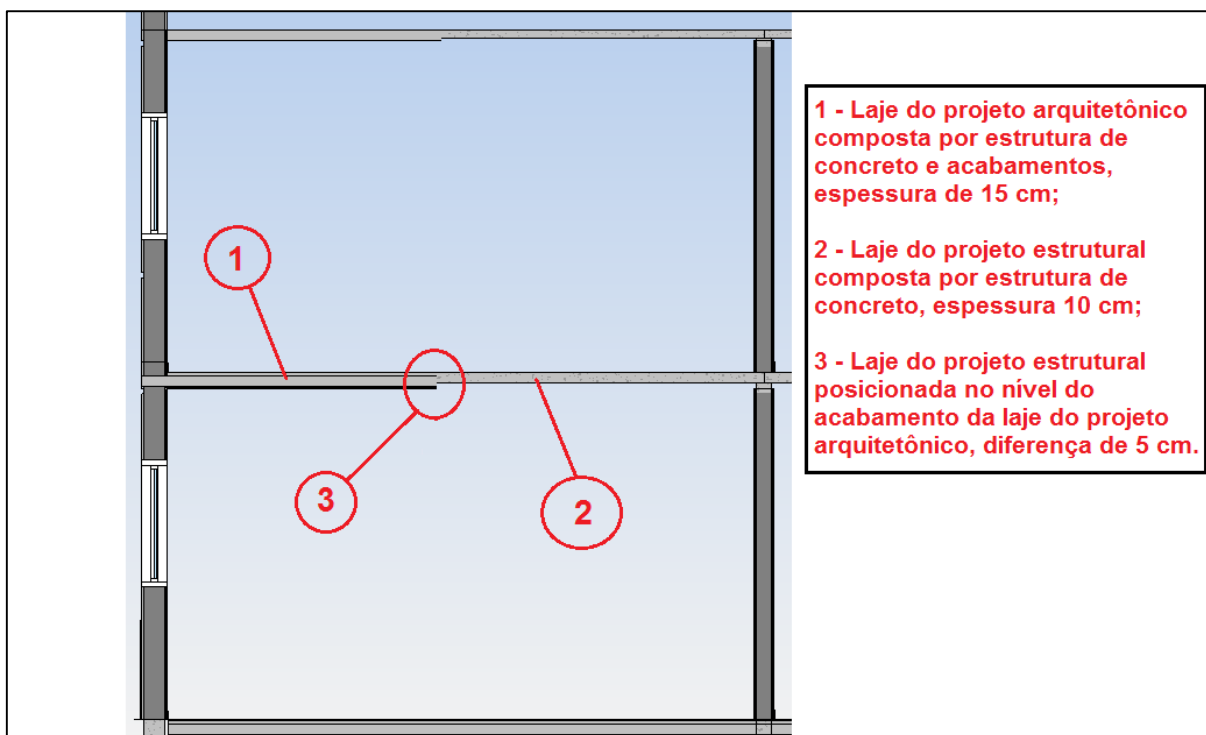 1 - Laje do projeto arquitetônico
composta por estrutura de
concreto e acabamentos,
espessura de 15 cm;
2 - Laje do projeto estrutural
composta por estrutura de
concreto, espessura 10 cm;
3 - Laje do projeto estrutural
posicionada no nível do
acabamento da laje do projeto
arquitetônico, diferença de 5 cm.
1
3
2